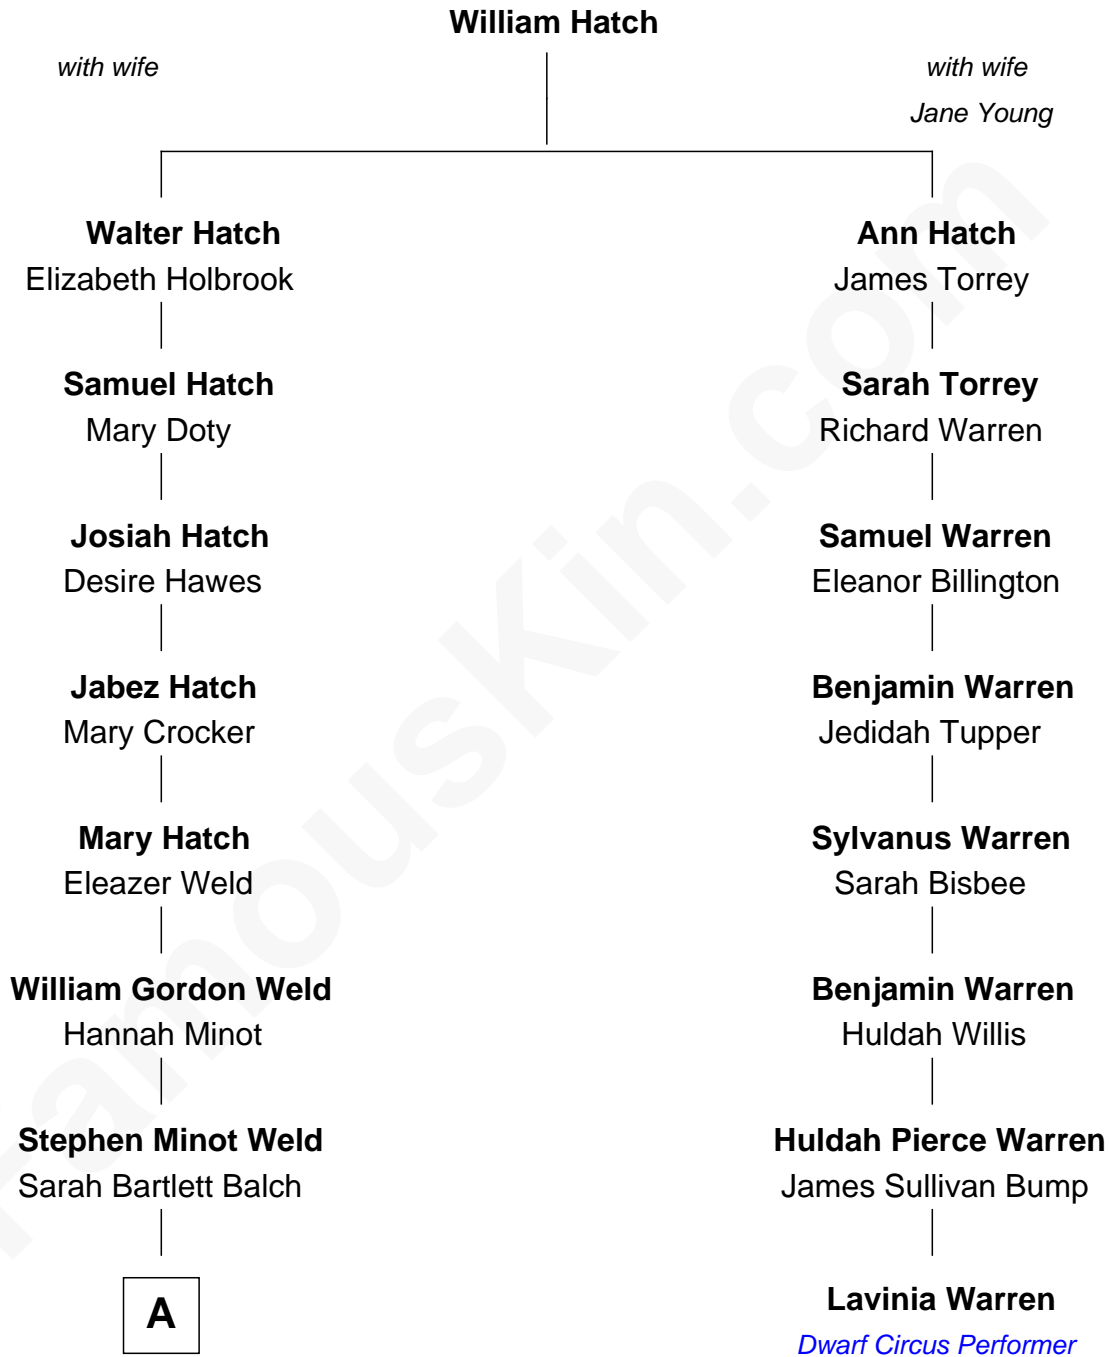 William Hatch
with wife
with wife
Jane Young
Walter Hatch
Elizabeth Holbrook
Ann Hatch
James Torrey
Samuel Hatch
Mary Doty
Sarah Torrey
Richard Warren
Josiah Hatch
Desire Hawes
Samuel Warren
Eleanor Billington
Jabez Hatch
Mary Crocker
Benjamin Warren
Jedidah Tupper
Mary Hatch
Eleazer Weld
Sylvanus Warren
Sarah Bisbee
William Gordon Weld
Hannah Minot
Benjamin Warren
Huldah Willis
Stephen Minot Weld
Sarah Bartlett Balch
Huldah Pierce Warren
James Sullivan Bump
A
Lavinia Warren
Dwarf Circus Performer
FamousKin.com